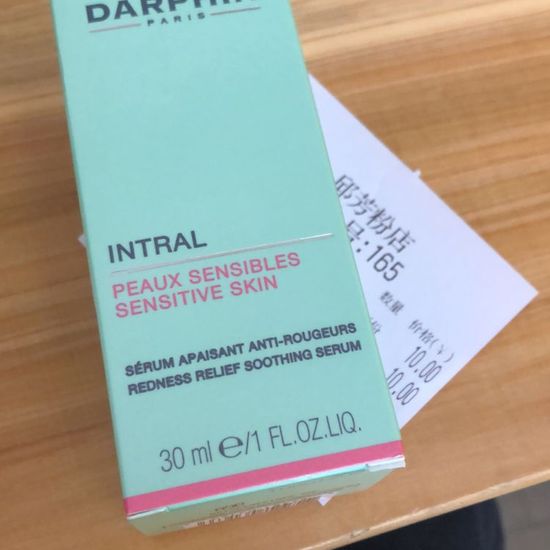 PARIS
INTRAL
PEAUX SENSIBLES
SENSITIVE SKIN
SÉRUM APAISANT ANTI-ROUGEURS
REDNESS RELIEF SOOTHING SERUM
30 ml e/1 FL.OZ.LIQ.
邱芳粉店
号:165
数量 价格(¥)
份 10.00
10.00